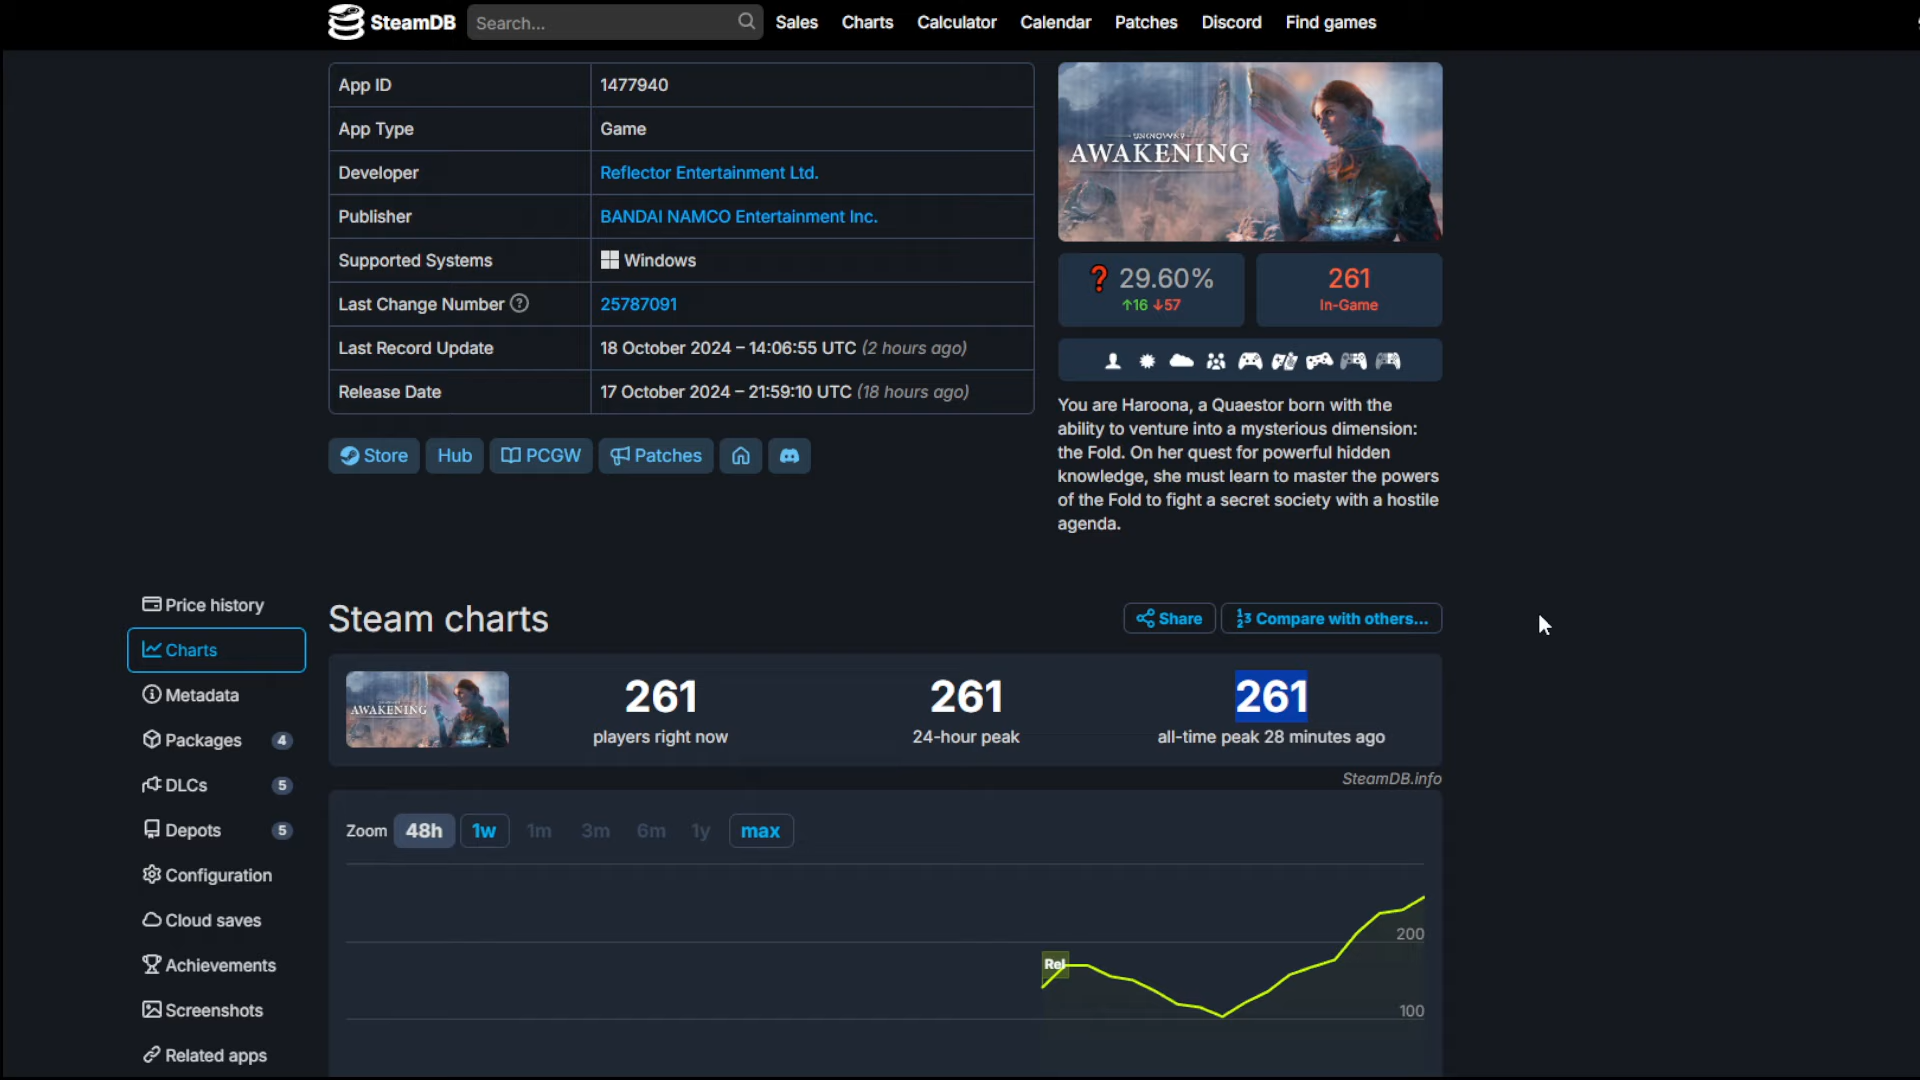 SteamDB
Search...
Sales
Charts
Calculator
Calendar
Patches
Discord
Find games
App ID 1477940
App Type Game
Developer Reflector Entertainment Ltd.
Publisher BANDAI NAMCO Entertainment Inc.
Supported Systems Windows
Last Change Number 25787091
Last Record Update 18 October 2024 – 14:06:55 UTC (2 hours ago)
Release Date 17 October 2024 – 21:59:10 UTC (18 hours ago)
Store
Hub
PCGW
Patches
UNKNOWN 9
AWAKENING
? 29.60%
↑16 ↓57
261
In-Game
You are Haroona, a Quaestor born with the
ability to venture into a mysterious dimension:
the Fold. On her quest for powerful hidden
knowledge, she must learn to master the powers
of the Fold to fight a secret society with a hostile
agenda.
Price history
Charts
Metadata
Packages 4
DLCs 5
Depots 5
Configuration
Cloud saves
Achievements
Screenshots
Related apps
Steam charts
Share
Compare with others...
AWAKENING
261
players right now
261
24-hour peak
261
all-time peak 28 minutes ago
SteamDB.info
Zoom 48h 1w 1m 3m 6m 1y max
Rel
200
100